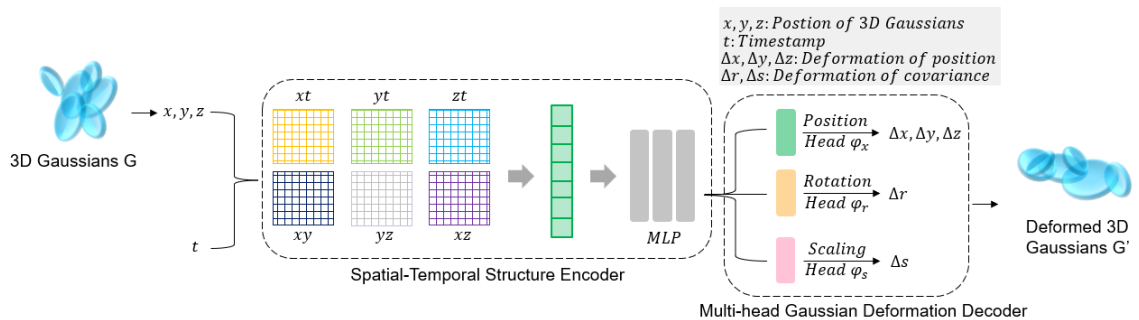 x, y, z: Postion of 3D Gaussians
t: Timestamp
Δx, Δy, Δz: Deformation of position
Δr, Δs: Deformation of covariance
3D Gaussians G
x, y, z
t
xt yt zt
xy yz xz
MLP
Spatial-Temporal Structure Encoder
Position
Head φx
Δx, Δy, Δz
Rotation
Head φr
Δr
Scaling
Head φs
Δs
Multi-head Gaussian Deformation Decoder
Deformed 3D
Gaussians G’